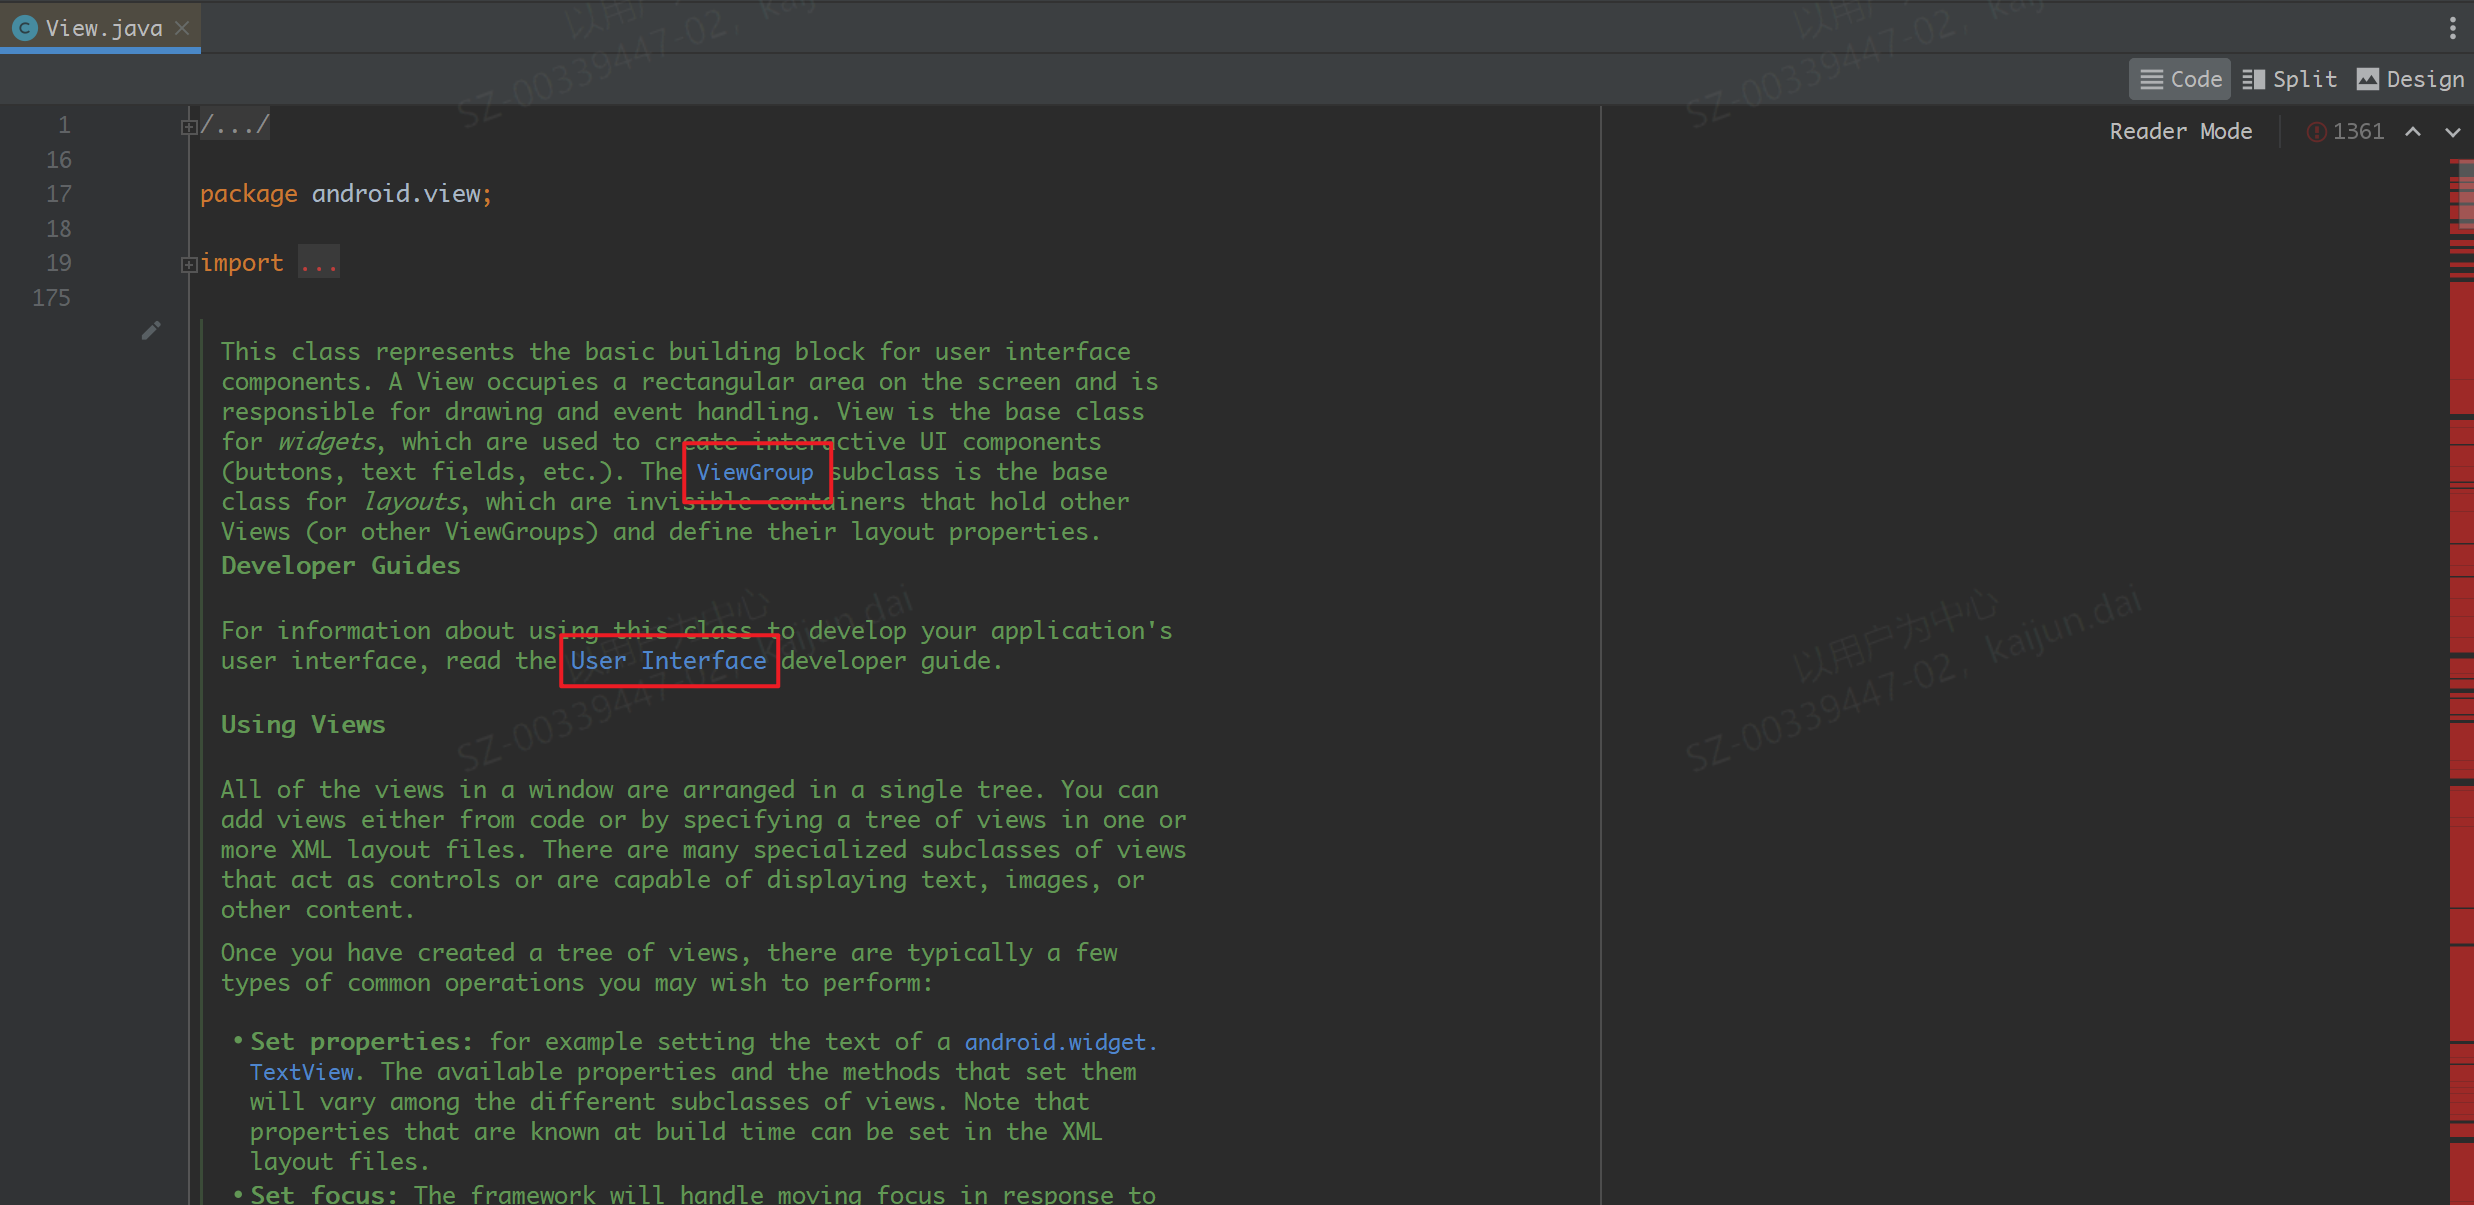 View.java
Code Split Design
1 /.../ Reader Mode 1361
16
17 package android.view;
18
19 import ...
175
This class represents the basic building block for user interface
components. A View occupies a rectangular area on the screen and is
responsible for drawing and event handling. View is the base class
for widgets, which are used to create interactive UI components
(buttons, text fields, etc.). The ViewGroup subclass is the base
class for layouts, which are invisible containers that hold other
Views (or other ViewGroups) and define their layout properties.
Developer Guides
For information about using this class to develop your application's
user interface, read the User Interface developer guide.
Using Views
All of the views in a window are arranged in a single tree. You can
add views either from code or by specifying a tree of views in one or
more XML layout files. There are many specialized subclasses of views
that act as controls or are capable of displaying text, images, or
other content.
Once you have created a tree of views, there are typically a few
types of common operations you may wish to perform:
• Set properties: for example setting the text of a android.widget.
TextView. The available properties and the methods that set them
will vary among the different subclasses of views. Note that
properties that are known at build time can be set in the XML
layout files.
• Set focus: The framework will handle moving focus in response to
以用户为中心
SZ-00339447-02, kaijun.dai
以用户为中心
SZ-00339447-02, kaijun.dai